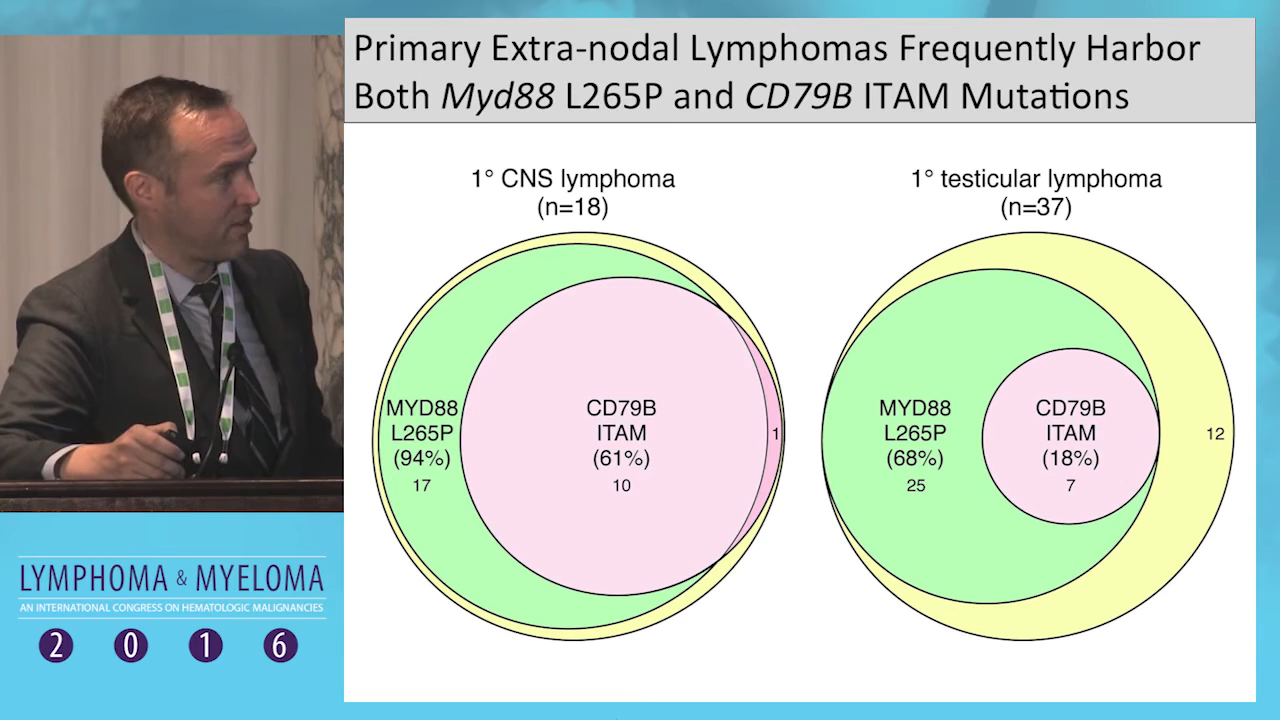 Primary Extra-nodal Lymphomas Frequently Harbor
Both Myd88 L265P and CD79B ITAM Mutations
1° CNS lymphoma
(n=18)
MYD88
L265P
(94%)
17
CD79B
ITAM
(61%)
10
1
1° testicular lymphoma
(n=37)
MYD88
L265P
(68%)
25
CD79B
ITAM
(18%)
7
12
LYMPHOMA & MYELOMA
AN INTERNATIONAL CONGRESS ON HEMATOLOGIC MALIGNANCIES
2 0 1 6